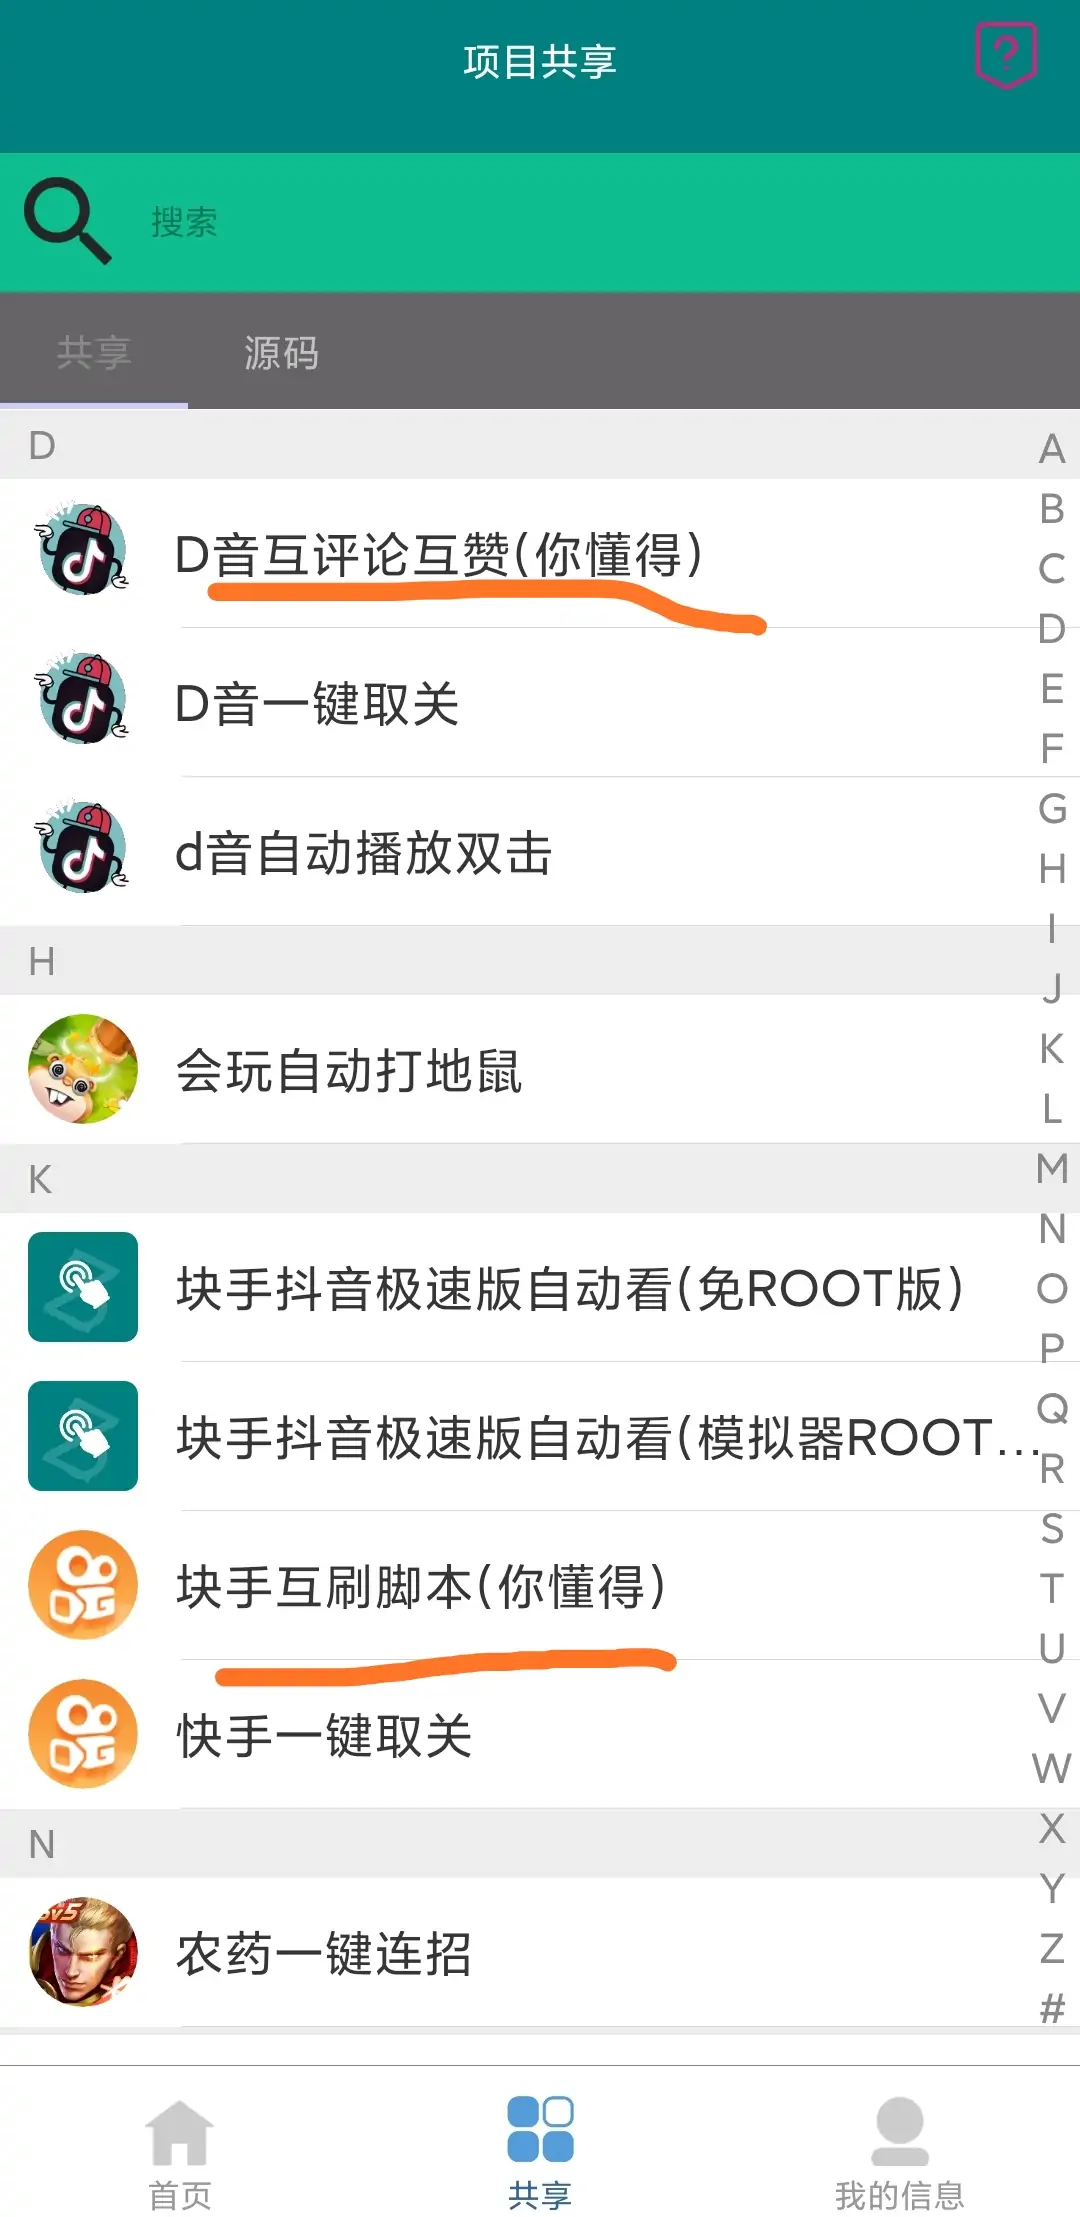 项目共享
搜索
共享
源码
D
D音互评论互赞(你懂得)
D音一键取关
d音自动播放双击
H
会玩自动打地鼠
K
块手抖音极速版自动看(免ROOT版)
块手抖音极速版自动看(模拟器ROOT...
块手互刷脚本(你懂得)
快手一键取关
N
5v5
农药一键连招
A
B
C
D
E
F
G
H
I
J
K
L
M
N
O
P
Q
R
S
T
U
V
W
X
Y
Z
#
首页
共享
我的信息